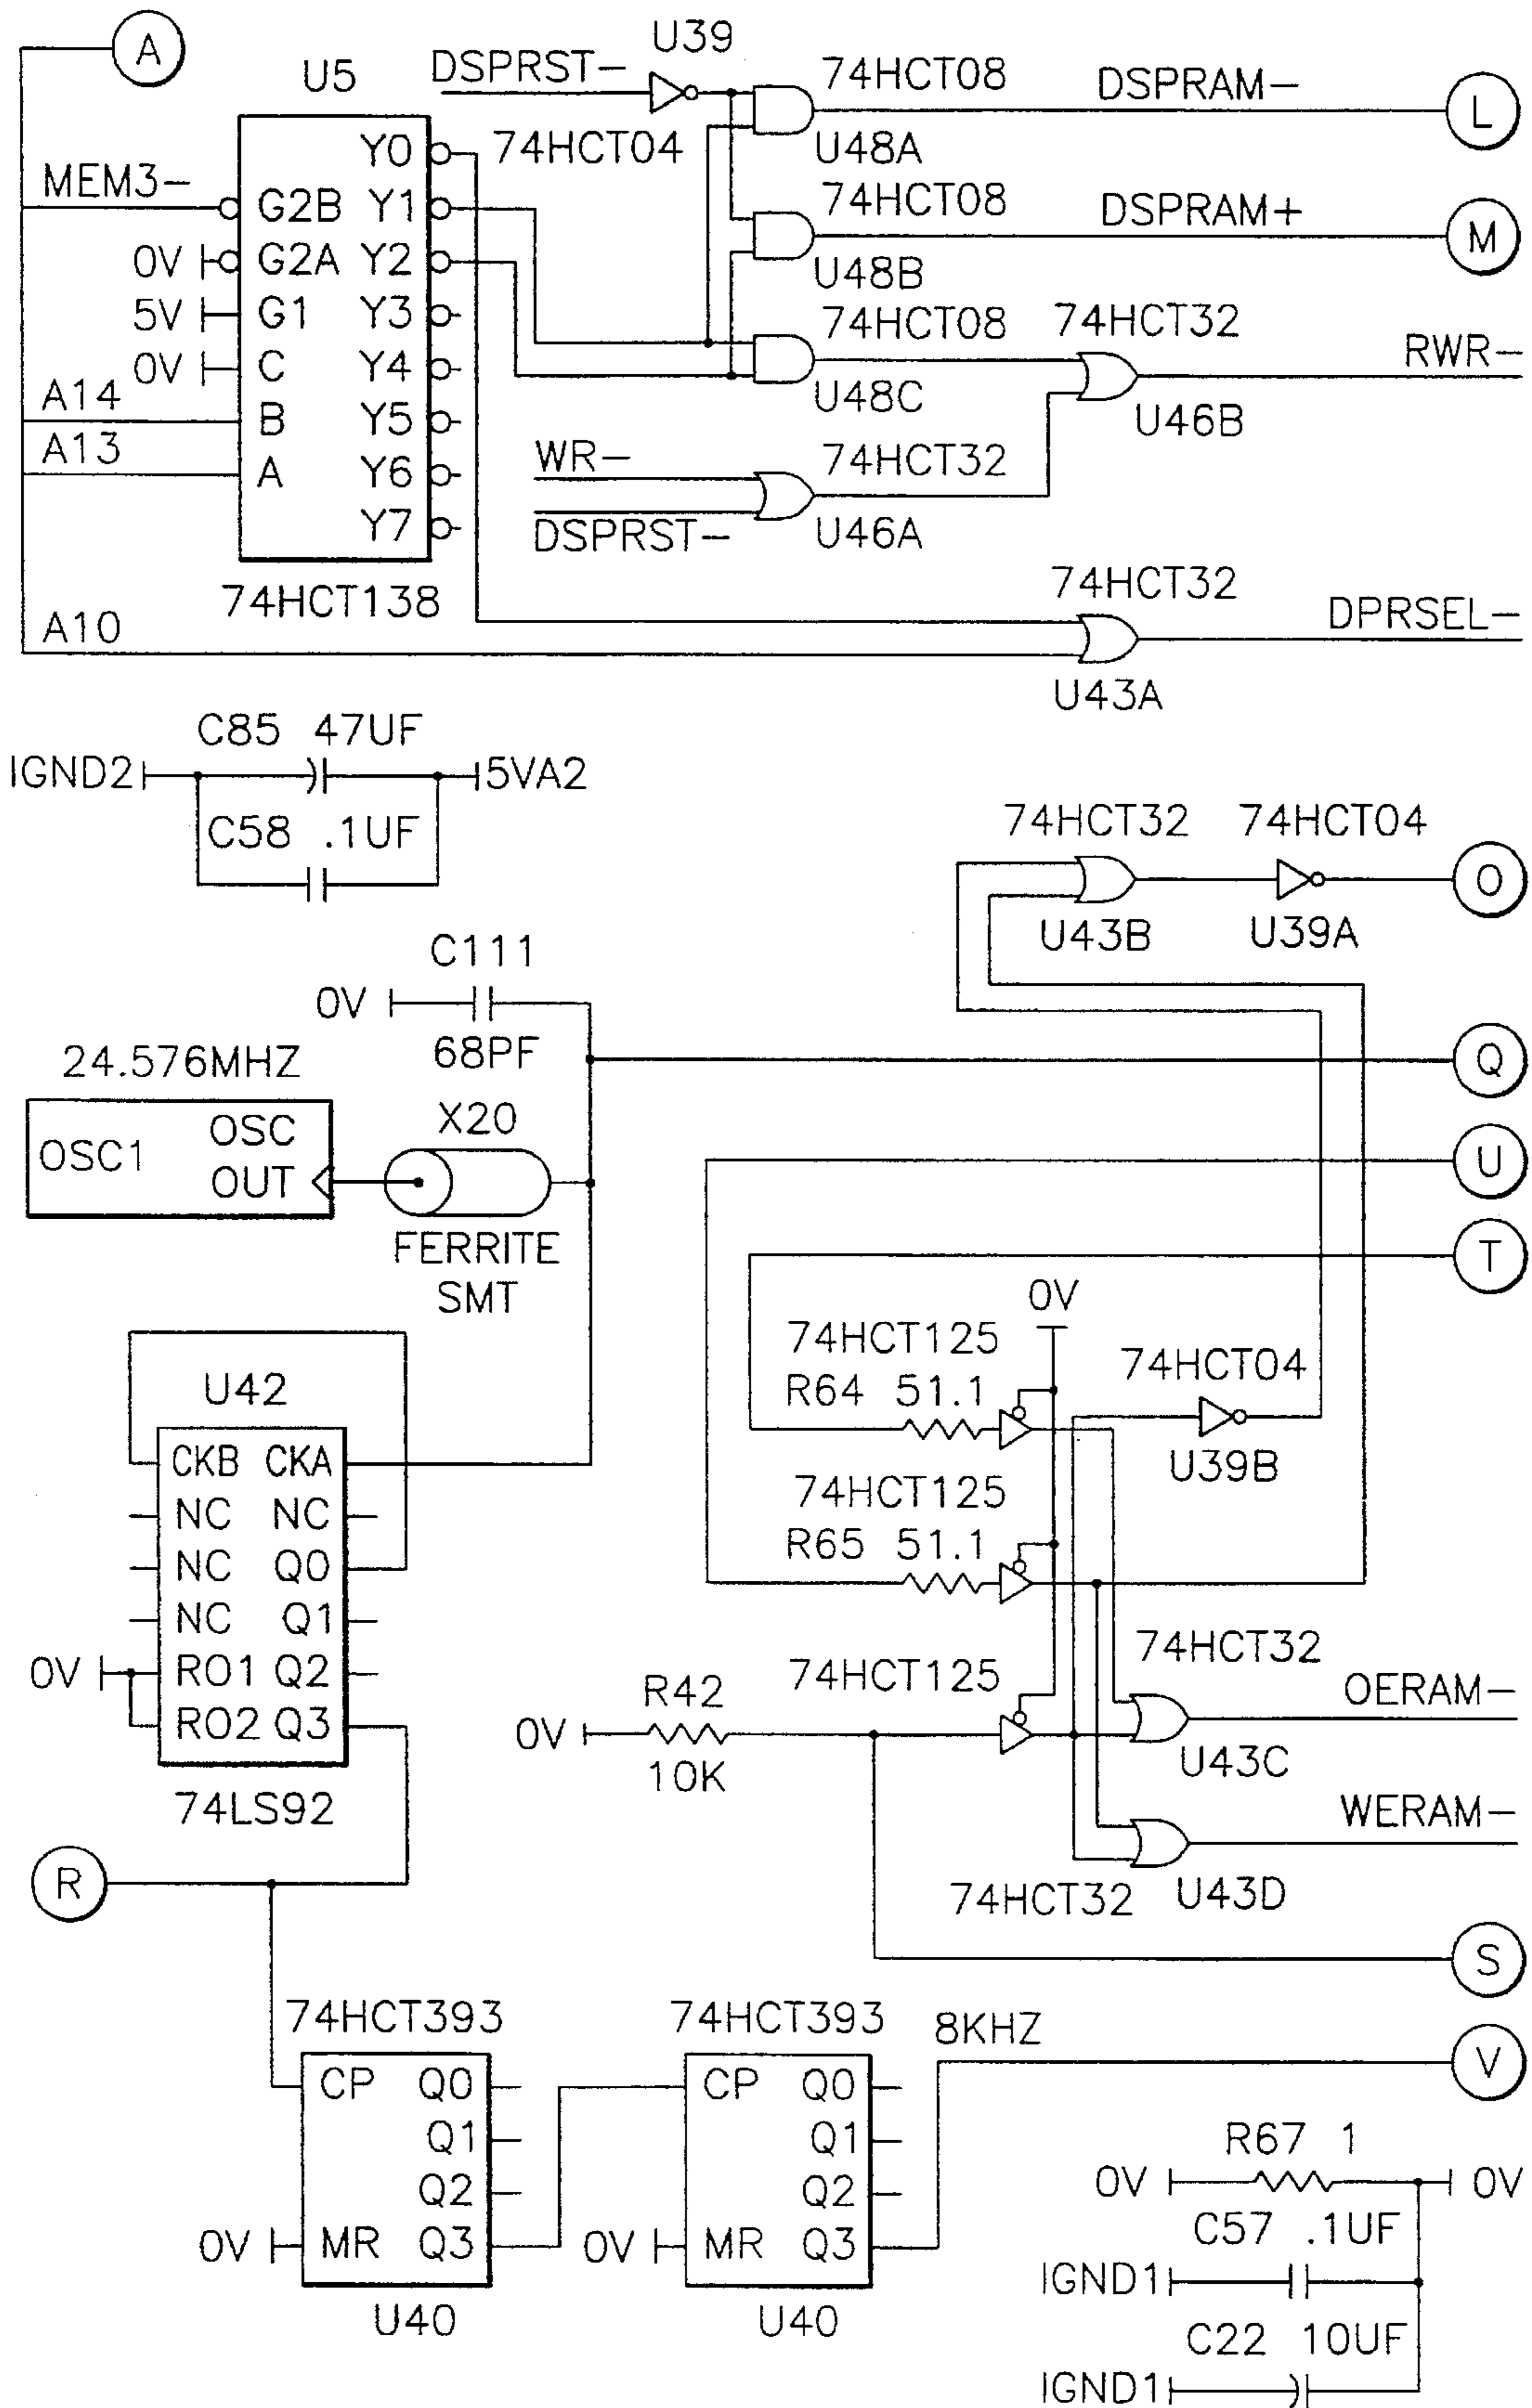 A
U39
DSPRST-
74HCT08
DSPRAM-
L
U5
74HCT04
U48A
Y0
MEM3-
G2B Y1
74HCT08
DSPRAM+
M
0V
G2A Y2
U48B
5V
G1 Y3
74HCT08
74HCT32
RWR-
0V
C Y4
U48C
A14
B Y5
U46B
A13
A Y6
WR-
74HCT32
Y7
DSPRST-
U46A
74HCT138
74HCT32
A10
DPRSEL-
U43A
C85 47UF
IGND2
5VA2
C58 .1UF
74HCT32
74HCT04
O
U43B
U39A
C111
0V
68PF
Q
24.576MHZ
OSC1
OSC
OUT
X20
U
FERRITE
SMT
T
0V
74HCT125
74HCT04
U42
R64 51.1
CKB CKA
U39B
NC NC
74HCT125
NC Q0
R65 51.1
NC Q1
74HCT32
0V
RO1 Q2
R42
74HCT125
OERAM-
RO2 Q3
0V
10K
U43C
74LS92
WERAM-
R
74HCT32
U43D
S
74HCT393
74HCT393
8KHZ
V
CP Q0
CP Q0
Q1
Q1
R67 1
Q2
Q2
0V
0V
0V
MR Q3
0V
MR Q3
C57 .1UF
IGND1
U40
U40
C22 10UF
IGND1